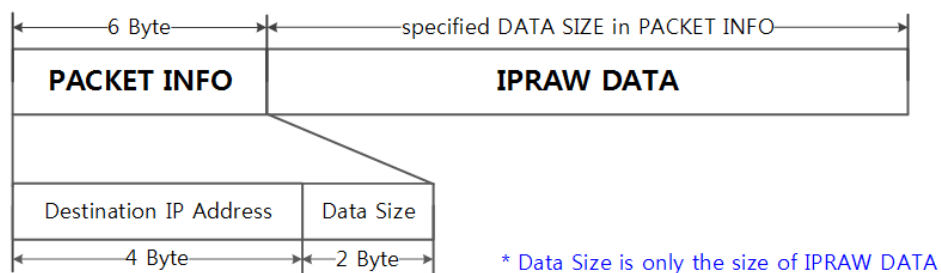 6 Byte specified DATA SIZE in PACKET INFO
PACKET INFO IPRAW DATA
Destination IP Address Data Size
4 Byte 2 Byte
* Data Size is only the size of IPRAW DATA